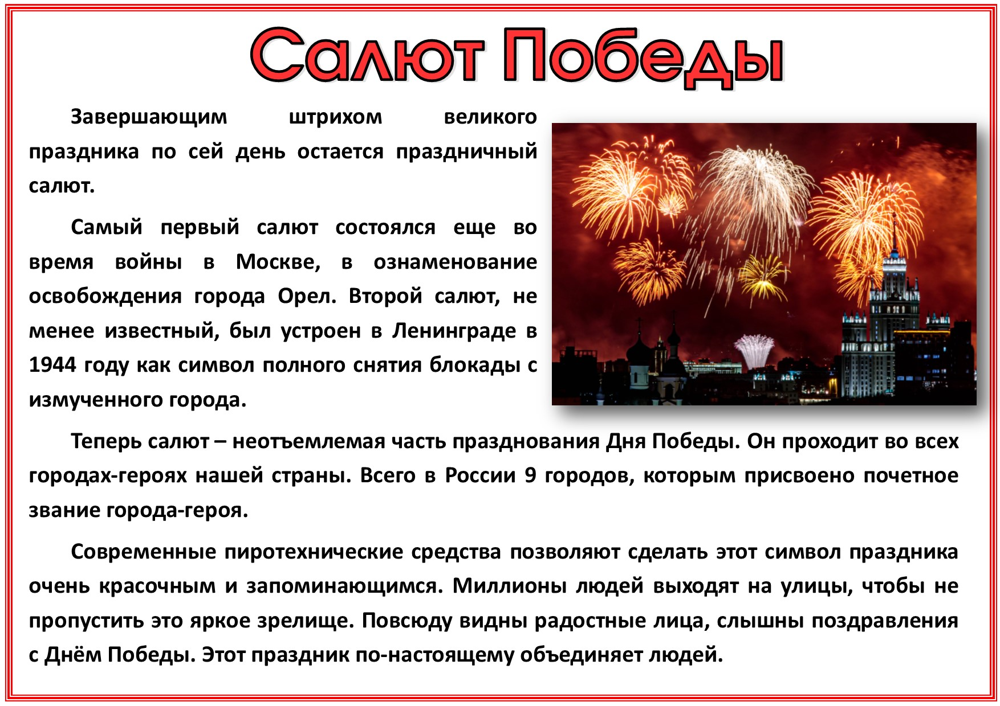 Салют Победы
Завершающим штрихом великого
праздника по сей день остается праздничный
салют.
Самый первый салют состоялся еще во
время войны в Москве, в ознаменование
освобождения города Орел. Второй салют, не
менее известный, был устроен в Ленинграде в
1944 году как символ полного снятия блокады с
измученного города.
Теперь салют – неотъемлемая часть празднования Дня Победы. Он проходит во всех
городах-героях нашей страны. Всего в России 9 городов, которым присвоено почетное
звание города-героя.
Современные пиротехнические средства позволяют сделать этот символ праздника
очень красочным и запоминающимся. Миллионы людей выходят на улицы, чтобы не
пропустить это яркое зрелище. Повсюду видны радостные лица, слышны поздравления
с Днём Победы. Этот праздник по-настоящему объединяет людей.